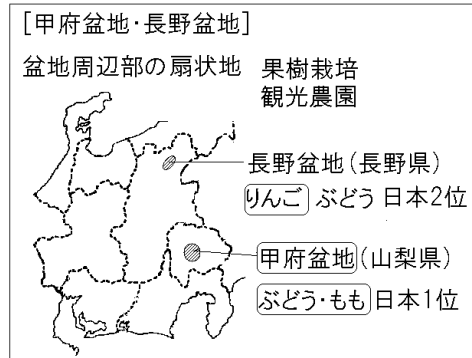 [甲府盆地・長野盆地]
盆地周辺部の扇状地 果樹栽培
観光農園
長野盆地(長野県)
りんご ぶどう 日本2位
甲府盆地(山梨県)
ぶどう・もも 日本1位